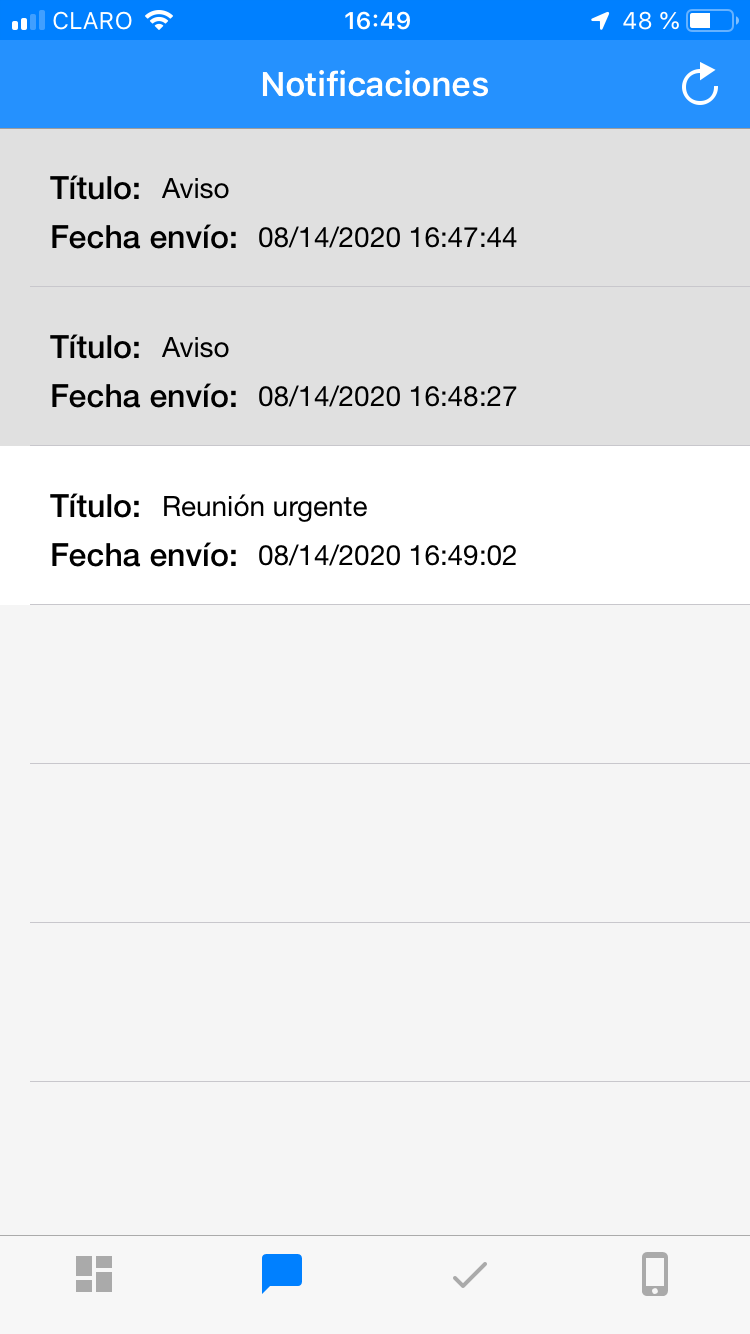 CLARO 16:49 48 %
Notificaciones
Título: Aviso
Fecha envío: 08/14/2020 16:47:44
Título: Aviso
Fecha envío: 08/14/2020 16:48:27
Título: Reunión urgente
Fecha envío: 08/14/2020 16:49:02